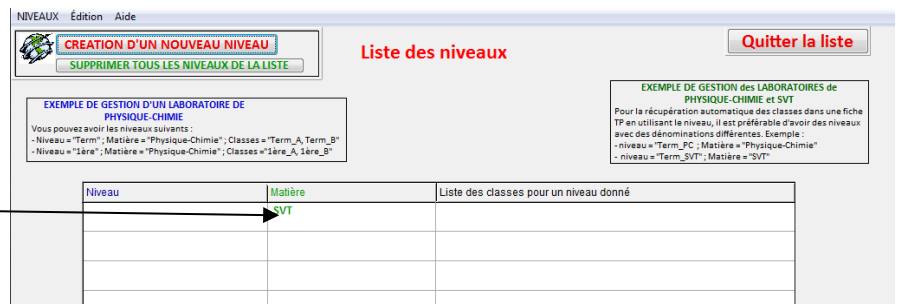 NIVEAUX Édition Aide
CREATION D'UN NOUVEAU NIVEAU
SUPPRIMER TOUS LES NIVEAUX DE LA LISTE
Liste des niveaux
Quitter la liste
EXEMPLE DE GESTION D'UN LABORATOIRE DE
PHYSIQUE-CHIMIE
Vous pouvez avoir les niveaux suivants :
- Niveau = "Term" ; Matière = "Physique-Chimie" ; Classes = "Term_A, Term_B"
- Niveau = "1ère" ; Matière = "Physique-Chimie" ; Classes ="1ère_A, 1ère_B"
EXEMPLE DE GESTION des LABORATOIRES de
PHYSIQUE-CHIMIE et SVT
Pour la récupération automatique des classes dans une fiche
TP en utilisant le niveau, il est préférable d'avoir des niveaux
avec des dénominations différentes. Exemple :
- niveau = "Term_PC ; Matière = "Physique-Chimie"
- niveau = "Term_SVT" ; Matière = "SVT"
Niveau Matière Liste des classes pour un niveau donné
SVT